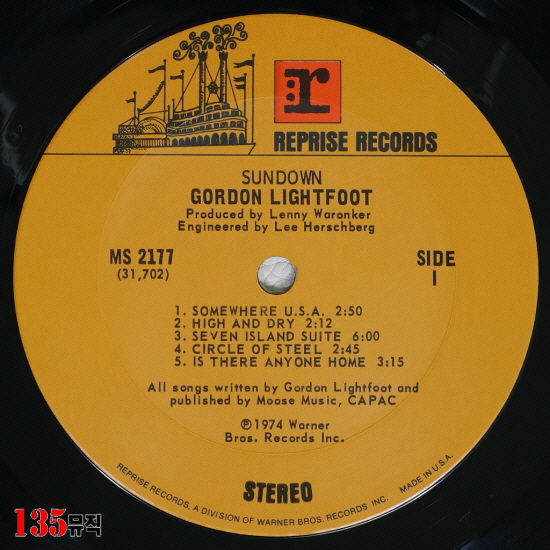 r
REPRISE RECORDS
SUNDOWN
GORDON LIGHTFOOT
Produced by Lenny Waronker
Engineered by Lee Herschberg
MS 2177
(31,702)
SIDE
1
1. SOMEWHERE U.S.A. 2:50
2. HIGH AND DRY 2:12
3. SEVEN ISLAND SUITE 6:00
4. CIRCLE OF STEEL 2:45
5. IS THERE ANYONE HOME 3:15
All songs written by Gordon Lightfoot and
published by Moose Music, CAPAC
℗1974 Warner
Bros. Records Inc.
STEREO
REPRISE RECORDS, A DIVISION OF WARNER BROS. RECORDS INC. MADE IN U.S.A.
135뮤직